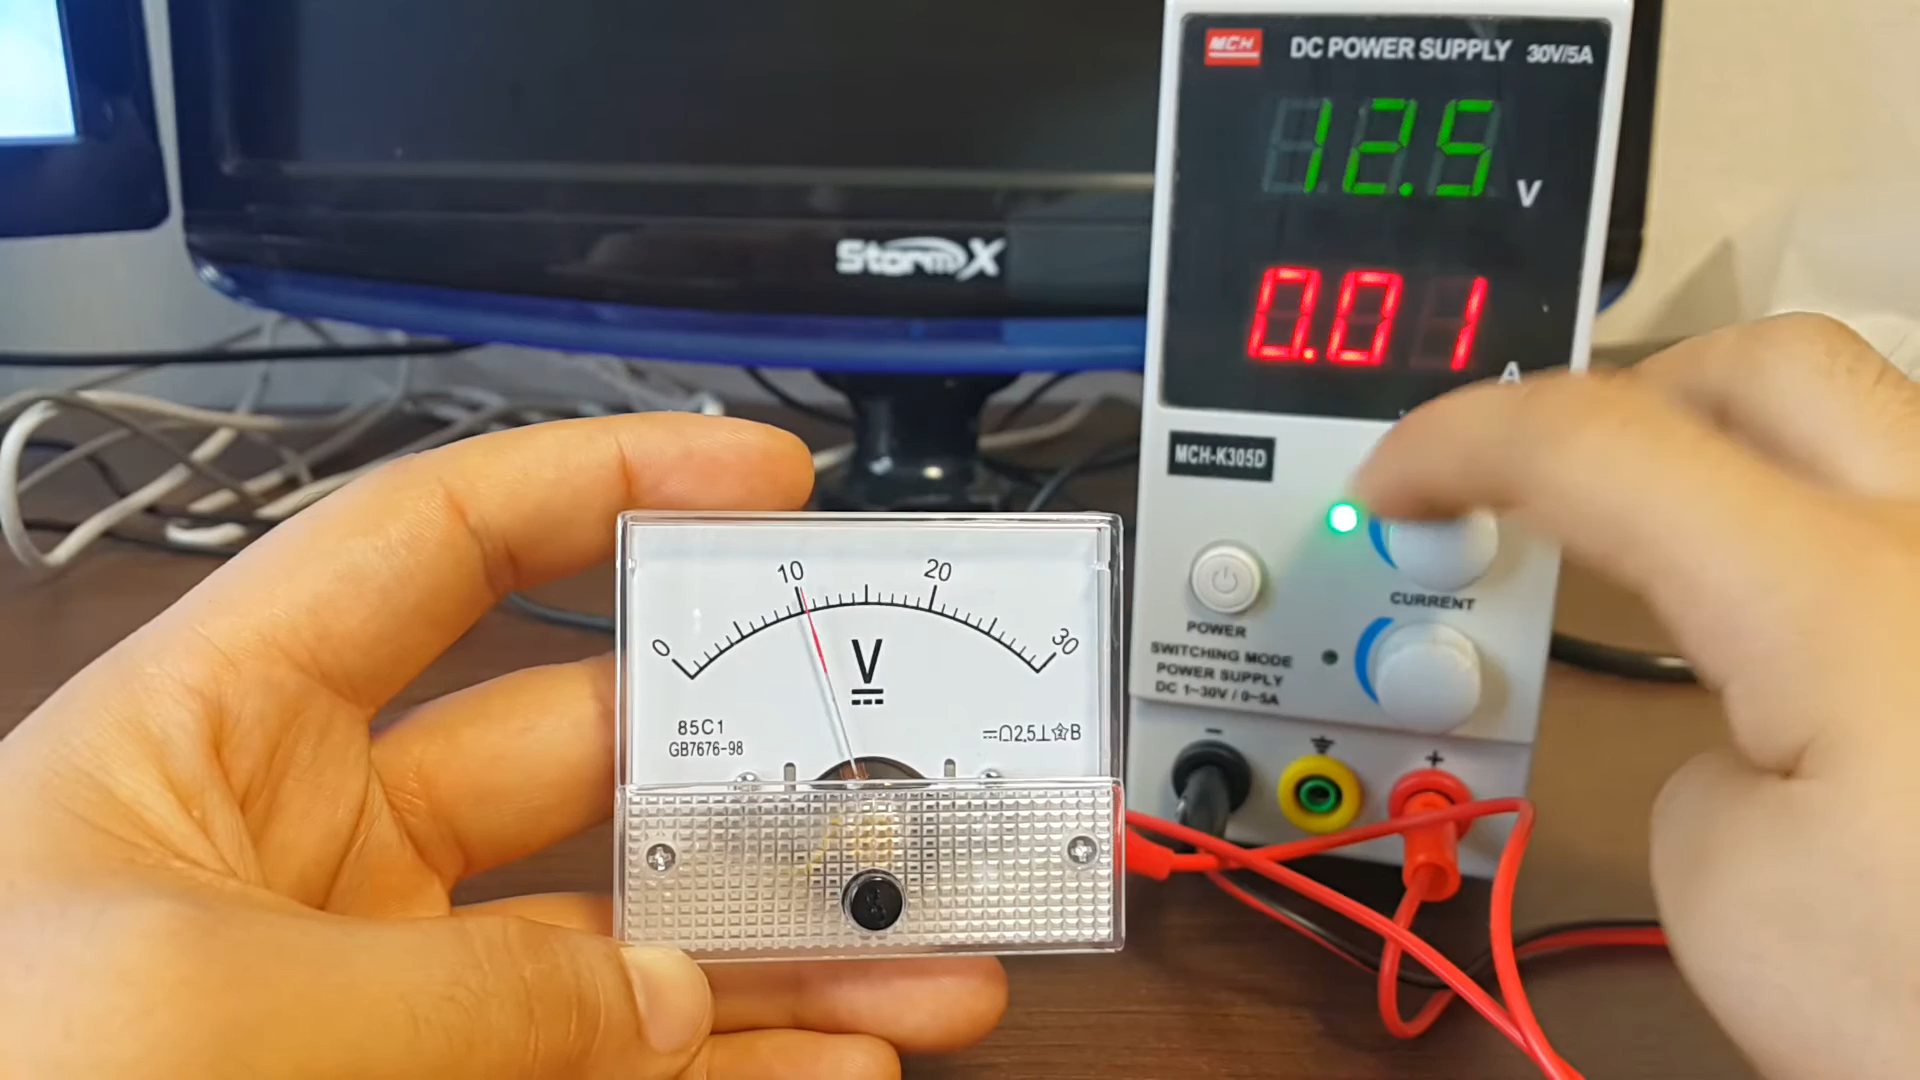 MCH DC POWER SUPPLY 30V/5A
12.5 V
0.01
A
StormX
MCH-K305D
CURRENT
POWER
SWITCHING MODE
POWER SUPPLY
DC 1~30V / 0~5A
- +
0 10 20 30
V
85C1
GB7676-98
2.5 ⊥ B